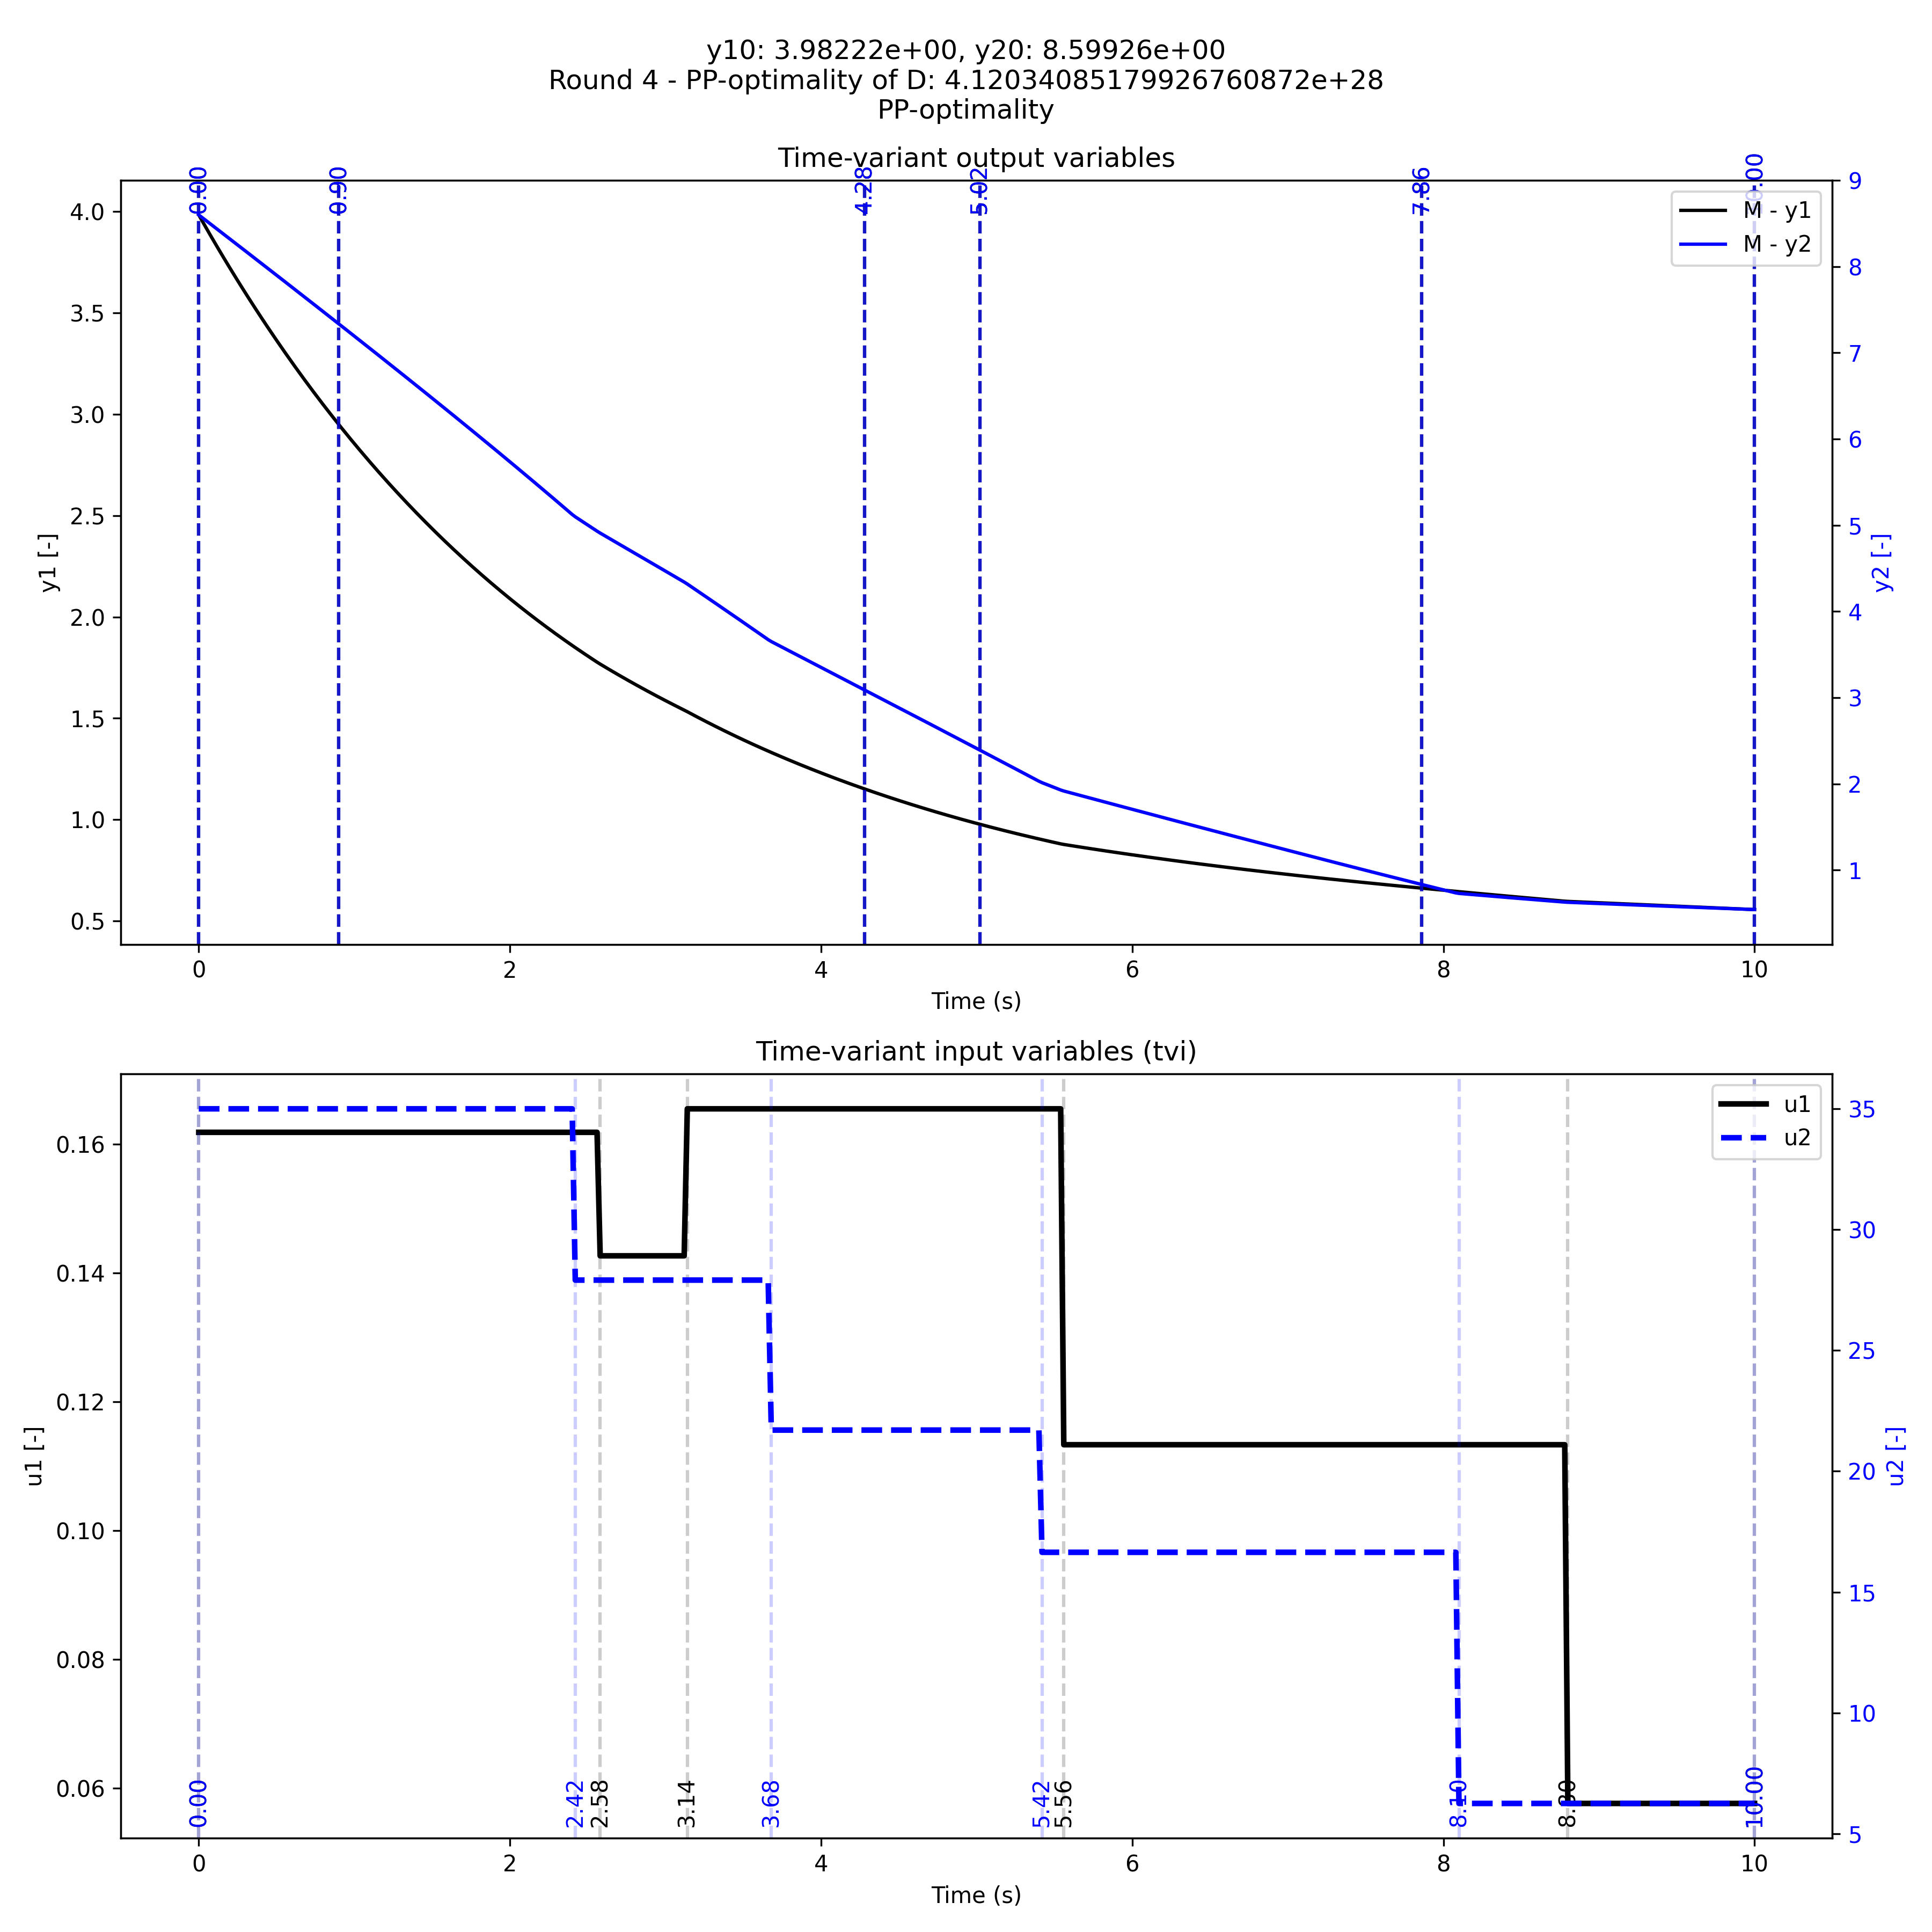 y10: 3.98222e+00, y20: 8.59926e+00
Round 4 - PP-optimality of D: 4.12034085179926760872e+28
PP-optimality
Time-variant output variables
0.00 0.90 4.28 5.02 7.86
M - y1
M - y2
4.0
3.5
3.0
2.5
2.0
1.5
1.0
0.5
y1 [-]
9
8
7
6
5
4
3
2
1
y2 [-]
0 2 4 6 8 10
Time (s)
Time-variant input variables (tvi)
u1
u2
0.16
0.14
0.12
0.10
0.08
0.06
u1 [-]
35
30
25
20
15
10
5
u2 [-]
0.00 2.42 2.58 3.14 3.68 5.42 5.56 8.10 8.80 10.00
0 2 4 6 8 10
Time (s)